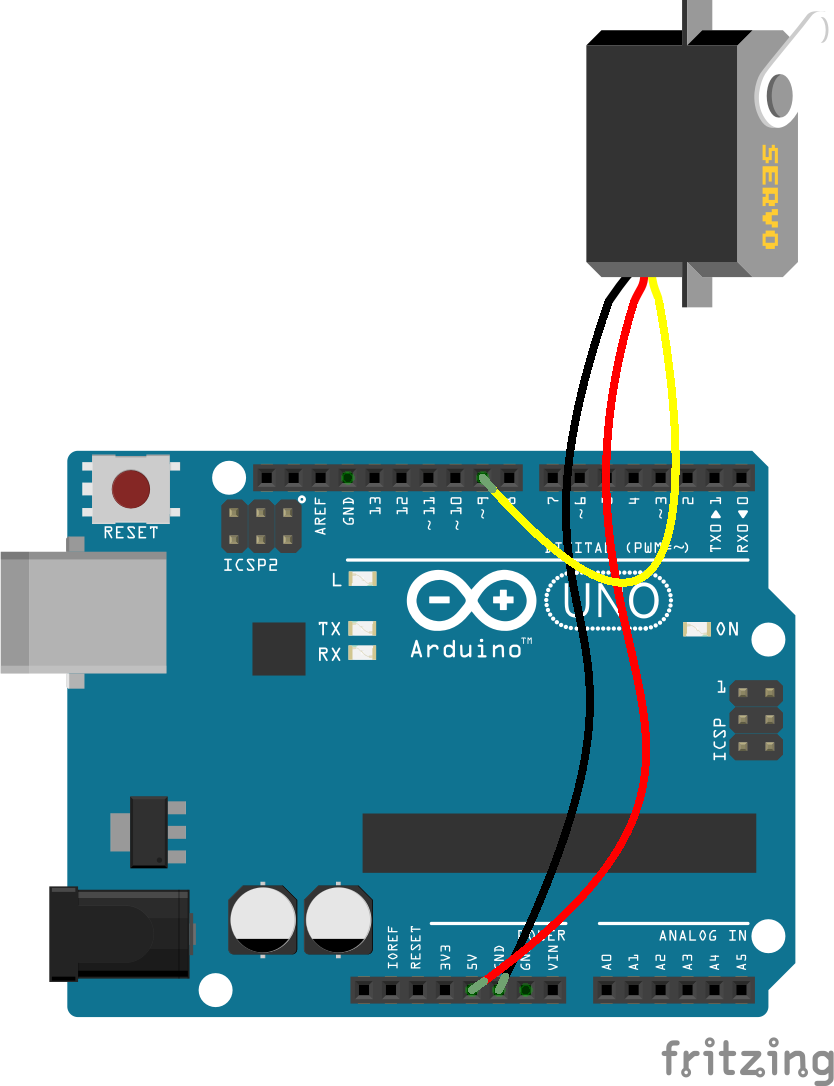 SERVO
RESET
AREF
GND
13
12
~11
~10
~9
8
7
~6
5
4
~3
2
TX0▶1
RX0◀0
DIGITAL (PWM=~)
ICSP2
L
TX
RX
UNO
Arduino™
ON
1
ICSP
POWER
ANALOG IN
IOREF
RESET
3V3
5V
GND
GND
VIN
A0
A1
A2
A3
A4
A5
fritzing